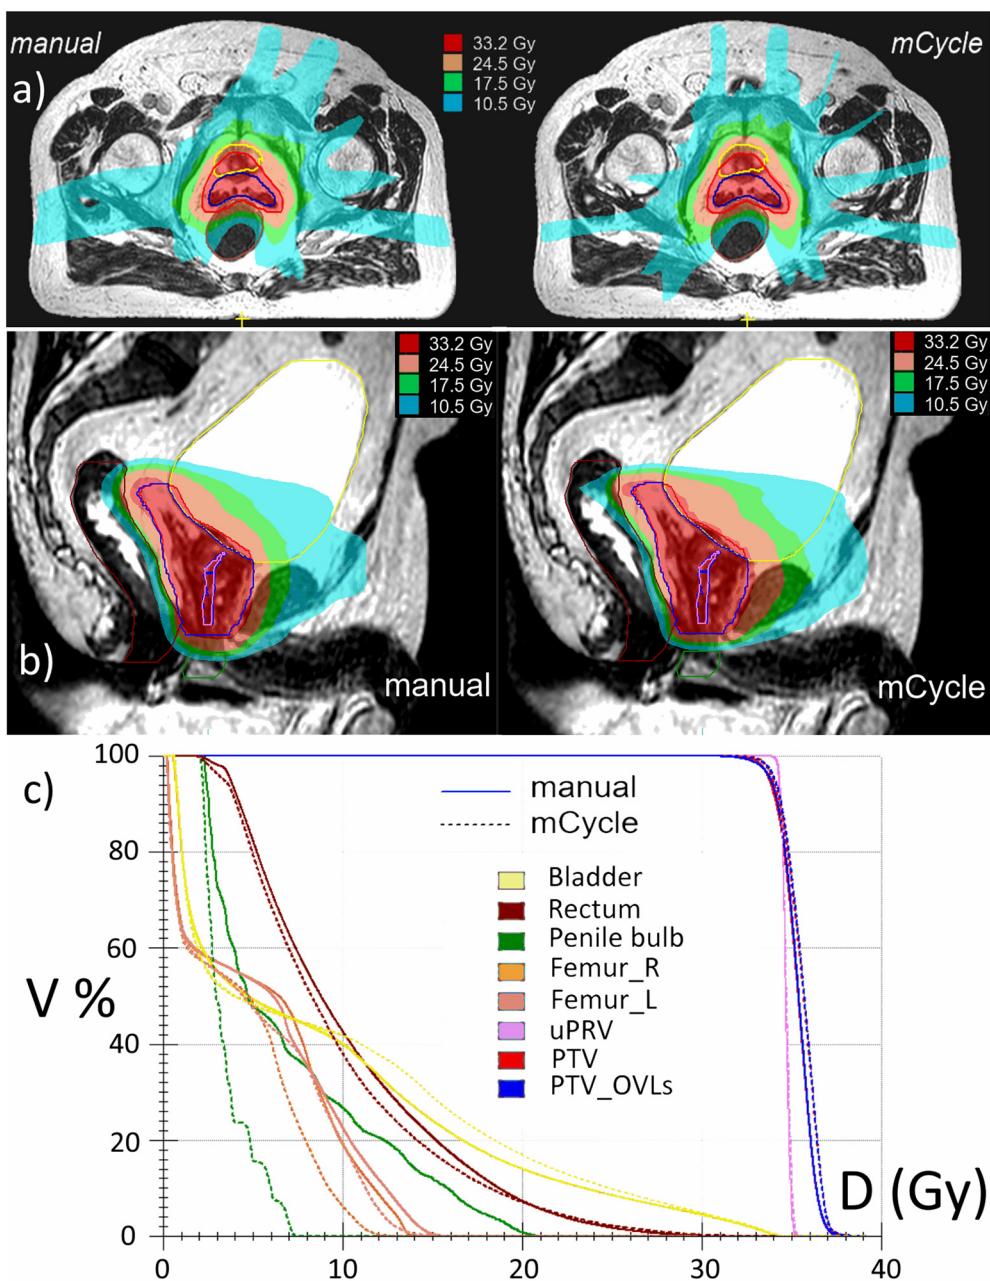 manual
33.2 Gy
24.5 Gy
17.5 Gy
10.5 Gy
mCycle
a)
33.2 Gy
24.5 Gy
17.5 Gy
10.5 Gy
33.2 Gy
24.5 Gy
17.5 Gy
10.5 Gy
b)
manual
mCycle
c)
manual
mCycle
Bladder
Rectum
Penile bulb
Femur_R
Femur_L
uPRV
PTV
PTV_OVLs
V %
100
80
60
40
20
0
D (Gy)
0
10
20
30
40